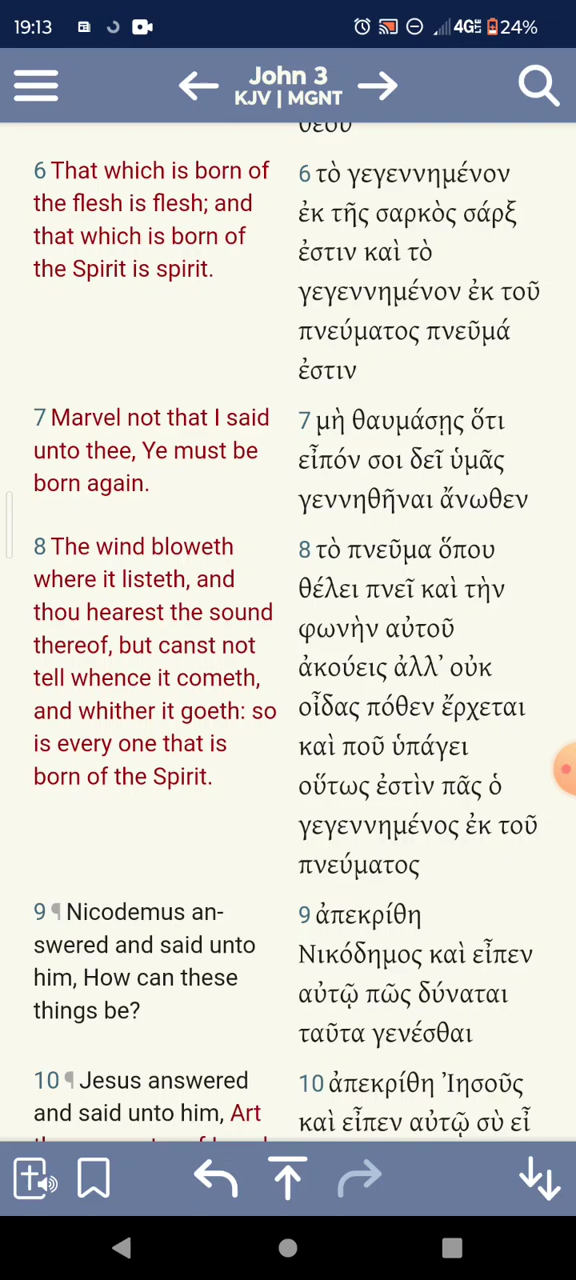 19:13
4G
24%
John 3
KJV | MGNT
6 That which is born of
the flesh is flesh; and
that which is born of
the Spirit is spirit.
7 Marvel not that I said
unto thee, Ye must be
born again.
8 The wind bloweth
where it listeth, and
thou hearest the sound
thereof, but canst not
tell whence it cometh,
and whither it goeth: so
is every one that is
born of the Spirit.
9 ¶ Nicodemus an-
swered and said unto
him, How can these
things be?
10 ¶ Jesus answered
and said unto him, Art
θεοῦ
6 τὸ γεγεννημένον
ἐκ τῆς σαρκὸς σάρξ
ἐστιν καὶ τὸ
γεγεννημένον ἐκ τοῦ
πνεύματος πνεῦμά
ἐστιν
7 μὴ θαυμάσῃς ὅτι
εἶπόν σοι δεῖ ὑμᾶς
γεννηθῆναι ἄνωθεν
8 τὸ πνεῦμα ὅπου
θέλει πνεῖ καὶ τὴν
φωνὴν αὐτοῦ
ἀκούεις ἀλλ’ οὐκ
οἶδας πόθεν ἔρχεται
καὶ ποῦ ὑπάγει
οὕτως ἐστὶν πᾶς ὁ
γεγεννημένος ἐκ τοῦ
πνεύματος
9 ἀπεκρίθη
Νικόδημος καὶ εἶπεν
αὐτῷ πῶς δύναται
ταῦτα γενέσθαι
10 ἀπεκρίθη Ἰησοῦς
καὶ εἶπεν αὐτῷ σὺ εἶ